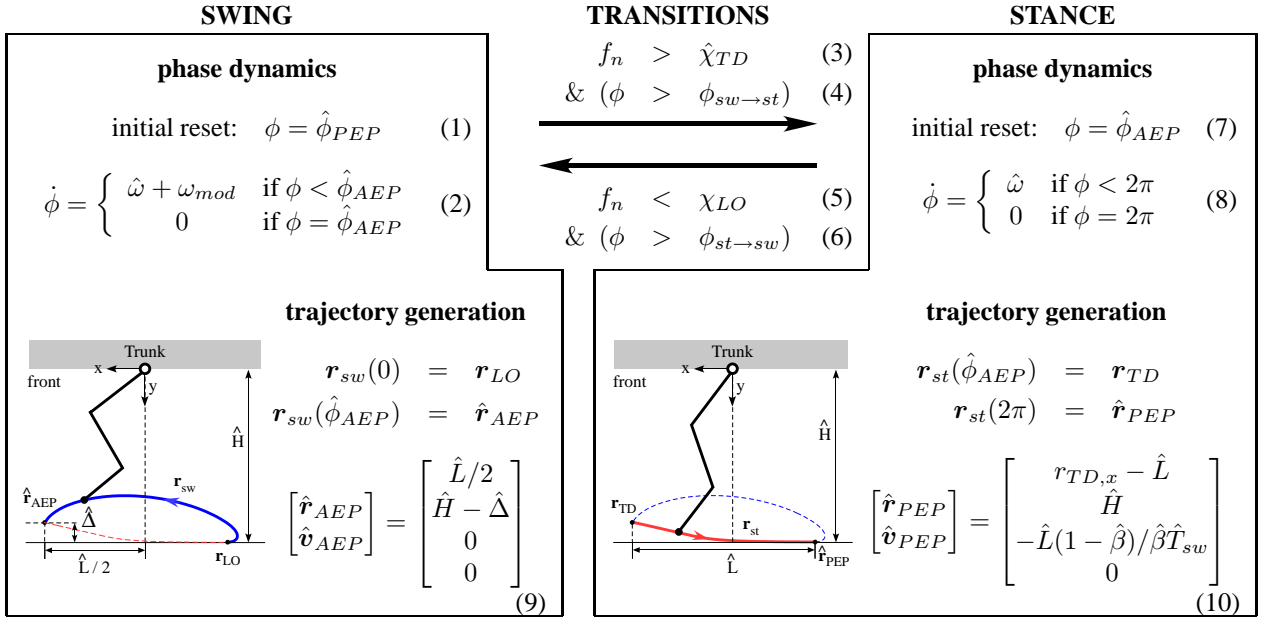 SWING
phase dynamics
initial reset: ϕ = ϕ̂_PEP (1)
ϕ̇ = { ω̂ + ω_mod if ϕ < ϕ̂_AEP
0 if ϕ = ϕ̂_AEP (2)
TRANSITIONS
f_n > χ̂_TD (3)
& (ϕ > ϕ_sw→st) (4)
f_n < χ_LO (5)
& (ϕ > ϕ_st→sw) (6)
STANCE
phase dynamics
initial reset: ϕ = ϕ̂_AEP (7)
ϕ̇ = { ω̂ if ϕ < 2π
0 if ϕ = 2π (8)
trajectory generation
Trunk
front
x
y
Ĥ
r̂_AEP
r_sw
Δ̂
r_LO
L̂ / 2
r_sw(0) = r_LO
r_sw(ϕ̂_AEP) = r̂_AEP
[r̂_AEP
v̂_AEP] = [L̂/2
Ĥ − Δ̂
0
0]
(9)
trajectory generation
Trunk
front
x
y
Ĥ
r_TD
r_st
L̂
r̂_PEP
r_st(ϕ̂_AEP) = r_TD
r_st(2π) = r̂_PEP
[r̂_PEP
v̂_PEP] = [r_TD,x − L̂
Ĥ
−L̂(1 − β̂)/β̂T̂_sw
0]
(10)